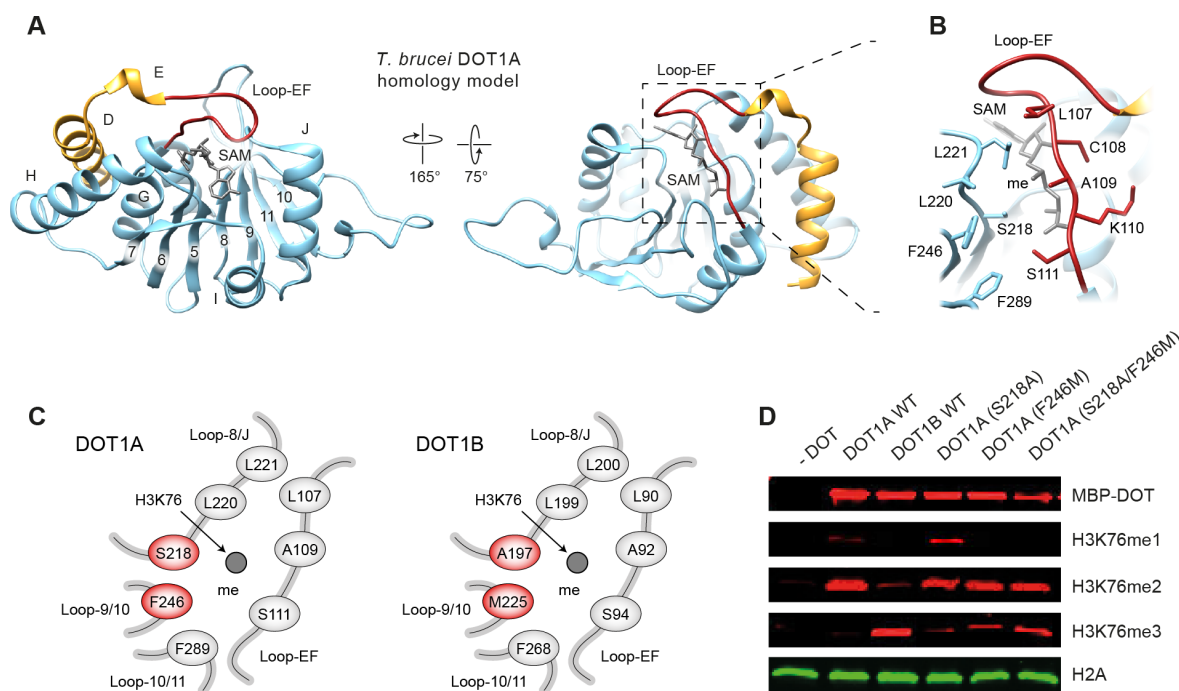 A
T. brucei DOT1A
homology model
165°
75°
E
D
Loop-EF
J
H
SAM
G
10
11
9
8
7
6
5
I
Loop-EF
SAM
B
Loop-EF
SAM
L107
C108
L221
me
A109
L220
K110
S218
F246
S111
F289
C
DOT1A
Loop-8/J
L221
H3K76
L220
L107
S218
A109
me
F246
Loop-9/10
S111
F289
Loop-EF
Loop-10/11
DOT1B
Loop-8/J
L200
H3K76
L199
L90
A197
A92
me
M225
Loop-9/10
S94
F268
Loop-EF
Loop-10/11
D
- DOT
DOT1A WT
DOT1B WT
DOT1A (S218A)
DOT1A (F246M)
DOT1A (S218A/F246M)
MBP-DOT
H3K76me1
H3K76me2
H3K76me3
H2A